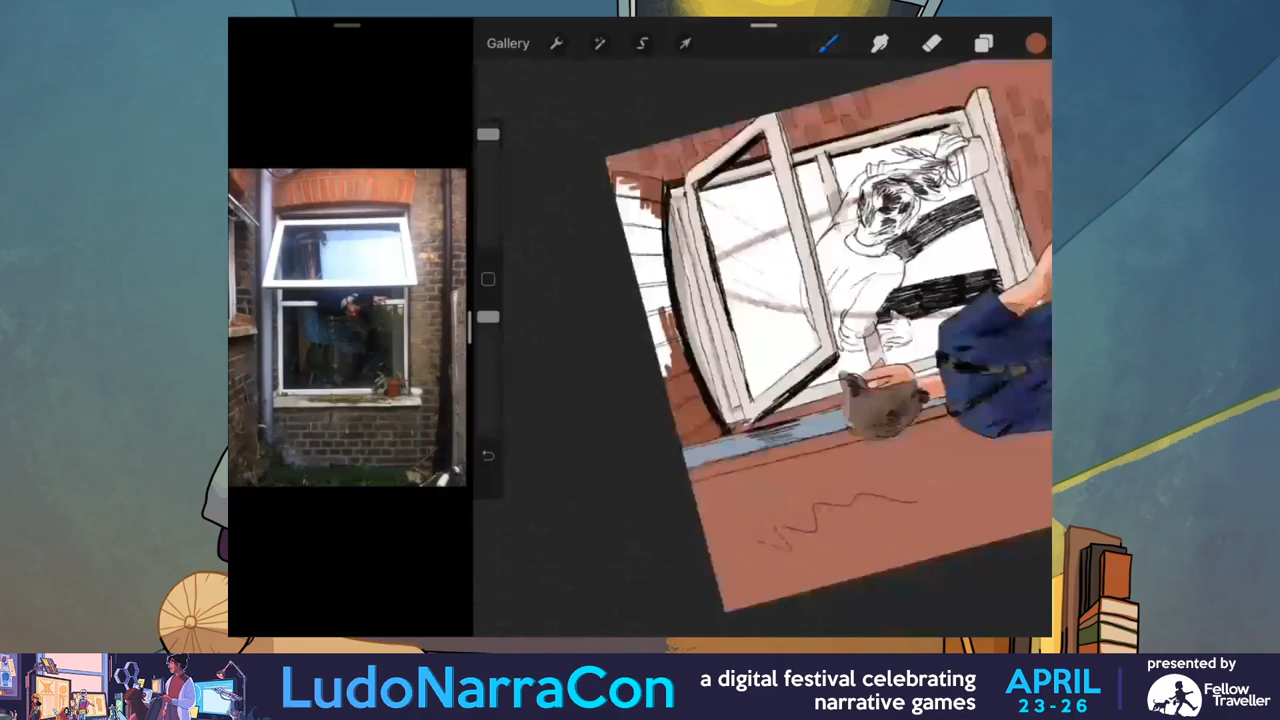 Gallery
LudoNarraCon
a digital festival celebrating
narrative games
APRIL
23-26
presented by
Fellow
Traveller